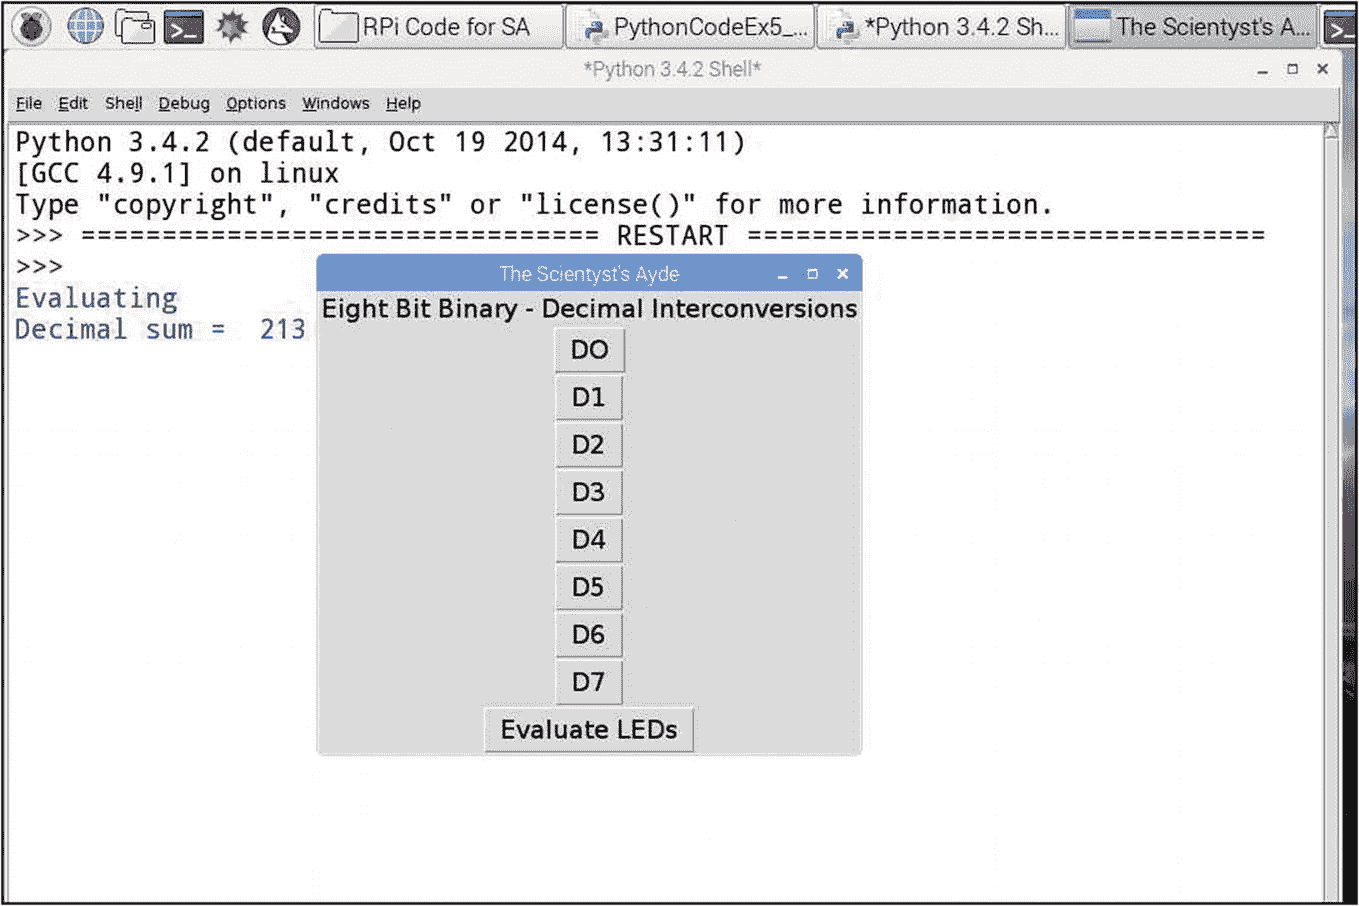 RPi Code for SA
PythonCodeEx5_...
*Python 3.4.2 Sh...
The Scientyst's A...
*Python 3.4.2 Shell*
File Edit Shell Debug Options Windows Help
Python 3.4.2 (default, Oct 19 2014, 13:31:11)
[GCC 4.9.1] on linux
Type "copyright", "credits" or "license()" for more information.
>>> ================================ RESTART ================================
>>>
Evaluating
Decimal sum =  213
The Scientyst's Ayde
Eight Bit Binary - Decimal Interconversions
DO
D1
D2
D3
D4
D5
D6
D7
Evaluate LEDs